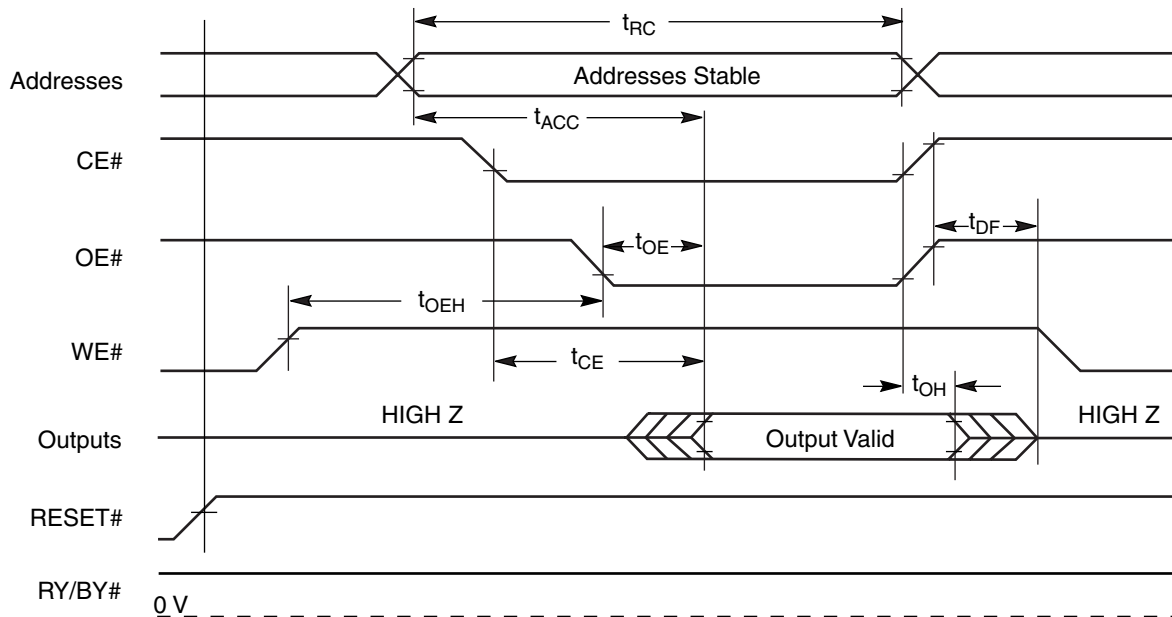 tRC
Addresses
Addresses Stable
tACC
CE#
OE#
tOE
tDF
tOEH
WE#
tCE
tOH
HIGH Z
HIGH Z
Outputs
Output Valid
RESET#
RY/BY#
0 V